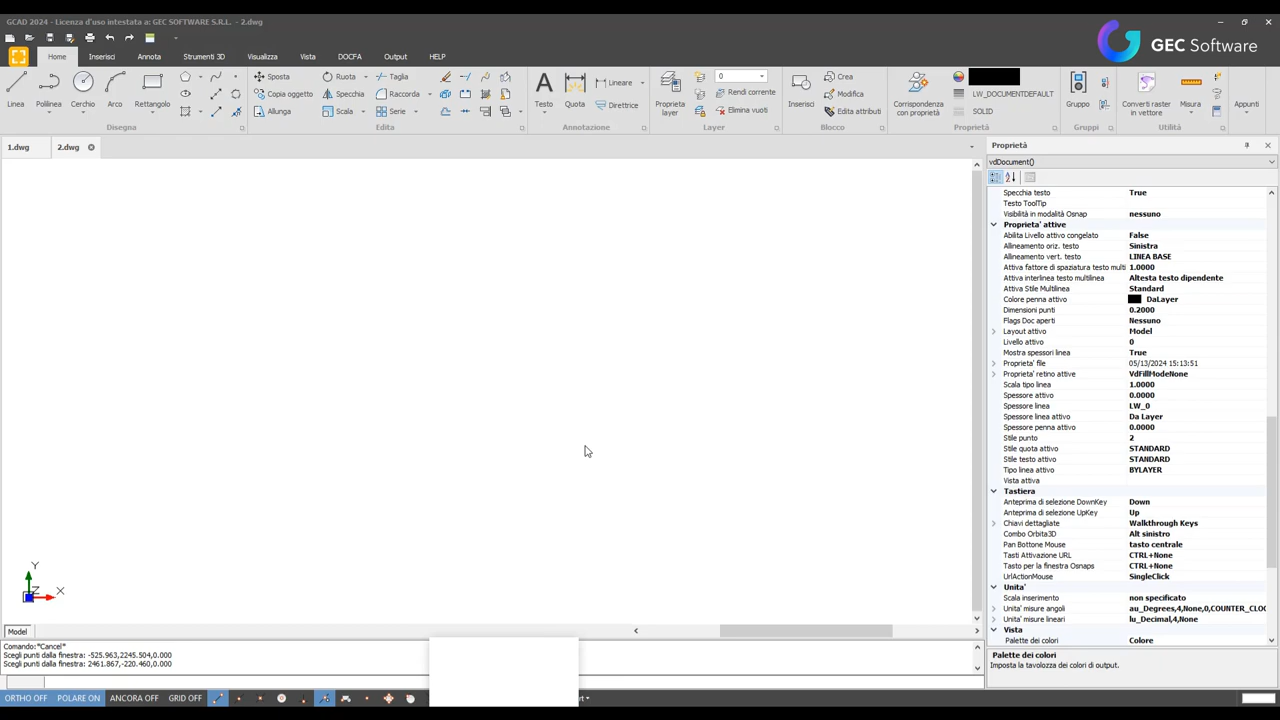 GCAD 2024 - Licenza d'uso intestata a: GEC SOFTWARE S.R.L. - 2.dwg
GEC Software
Home Inserisci Annota Strumenti 3D Visualizza Vista DOCFA Output HELP
Linea Polilinea Cerchio Arco Rettangolo
Sposta Ruota Taglia
Copia oggetto Specchia Raccorda
Allunga Scala Serie
Testo Quota Lineare
Direttrice
Proprietà layer
0
Rendi corrente
Elimina vuoti
Inserisci Crea
Modifica
Edita attributi
Corrispondenza con proprietà
LW_DOCUMENTDEFAULT
SOLID
Gruppo
Converti raster in vettore
Misura
Appunti
Disegna Edita Annotazione Layer Blocco Proprietà Gruppi Utilità
1.dwg 2.dwg
Proprietà
vdDocument()
Specchia testo True
Testo ToolTip
Visibilità in modalità Osnap nessuno
Proprieta' attive
Abilita Livello attivo congelato False
Allineamento oriz. testo Sinistra
Allineamento vert. testo LINEA BASE
Attiva fattore di spaziatura testo multi 1.0000
Attiva interlinea testo multilinea Altesta testo dipendente
Attiva Stile Multilinea Standard
Colore penna attivo DaLayer
Dimensioni punti 0.2000
Flags Doc aperti Nessuno
Layout attivo Model
Livello attivo 0
Mostra spessori linea True
Proprieta' file 05/13/2024 15:13:51
Proprieta' retino attive VdFillModeNone
Scala tipo linea 1.0000
Spessore attivo 0.0000
Spessore linea LW_0
Spessore linea attivo Da Layer
Spessore penna attivo 0.0000
Stile punto 2
Stile quota attivo STANDARD
Stile testo attivo STANDARD
Tipo linea attivo BYLAYER
Vista attiva
Tastiera
Anteprima di selezione DownKey Down
Anteprima di selezione UpKey Up
Chiavi dettagliate Walkthrough Keys
Combo Orbita3D Alt sinistro
Pan Bottone Mouse tasto centrale
Tasti Attivazione URL CTRL+None
Tasto per la finestra Osnaps CTRL+None
UrlActionMouse SingleClick
Unita'
Scala inserimento non specificato
Unita' misure angoli au_Degrees,4,None,0,COUNTER_CLOC
Unita' misure lineari lu_Decimal,4,None
Vista
Palette dei colori Colore
Palette dei colori
Imposta la tavolozza dei colori di output.
Y
Z
X
Model
Comando:*Cancel*
Scegli punti dalla finestra: -525.963,2245.504,0.000
Scegli punti dalla finestra: 2461.867,-220.460,0.000
ORTHO OFF POLARE ON ANCORA OFF GRID OFF